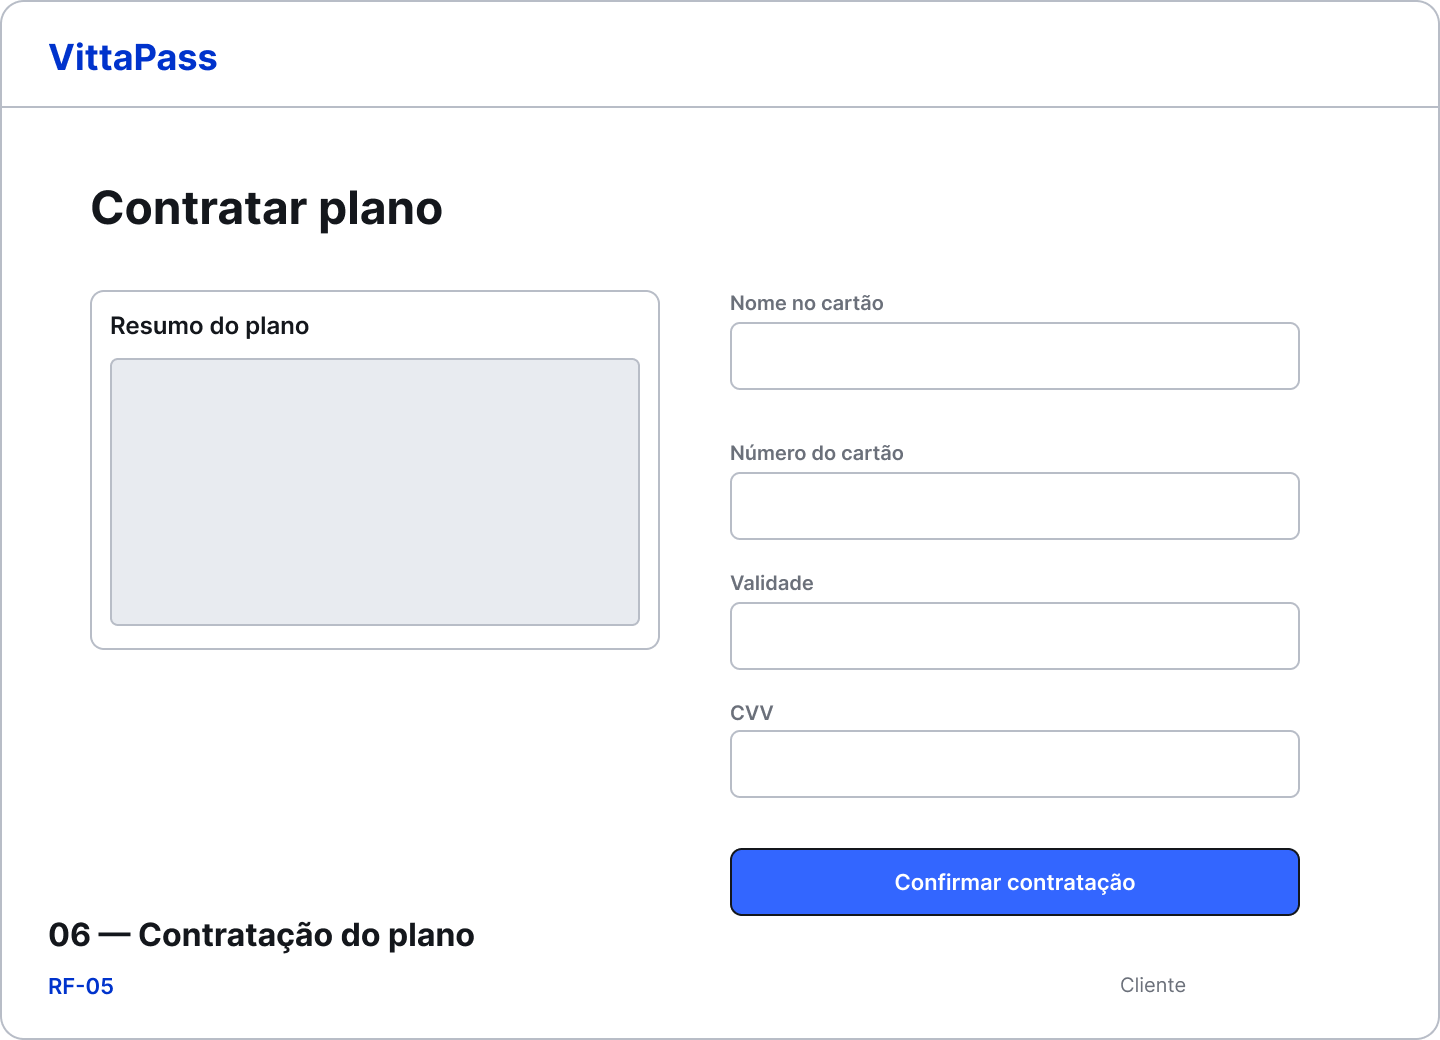 VittaPass
Contratar plano
Resumo do plano
Nome no cartão
Número do cartão
Validade
CVV
Confirmar contratação
06 — Contratação do plano
RF-05
Cliente